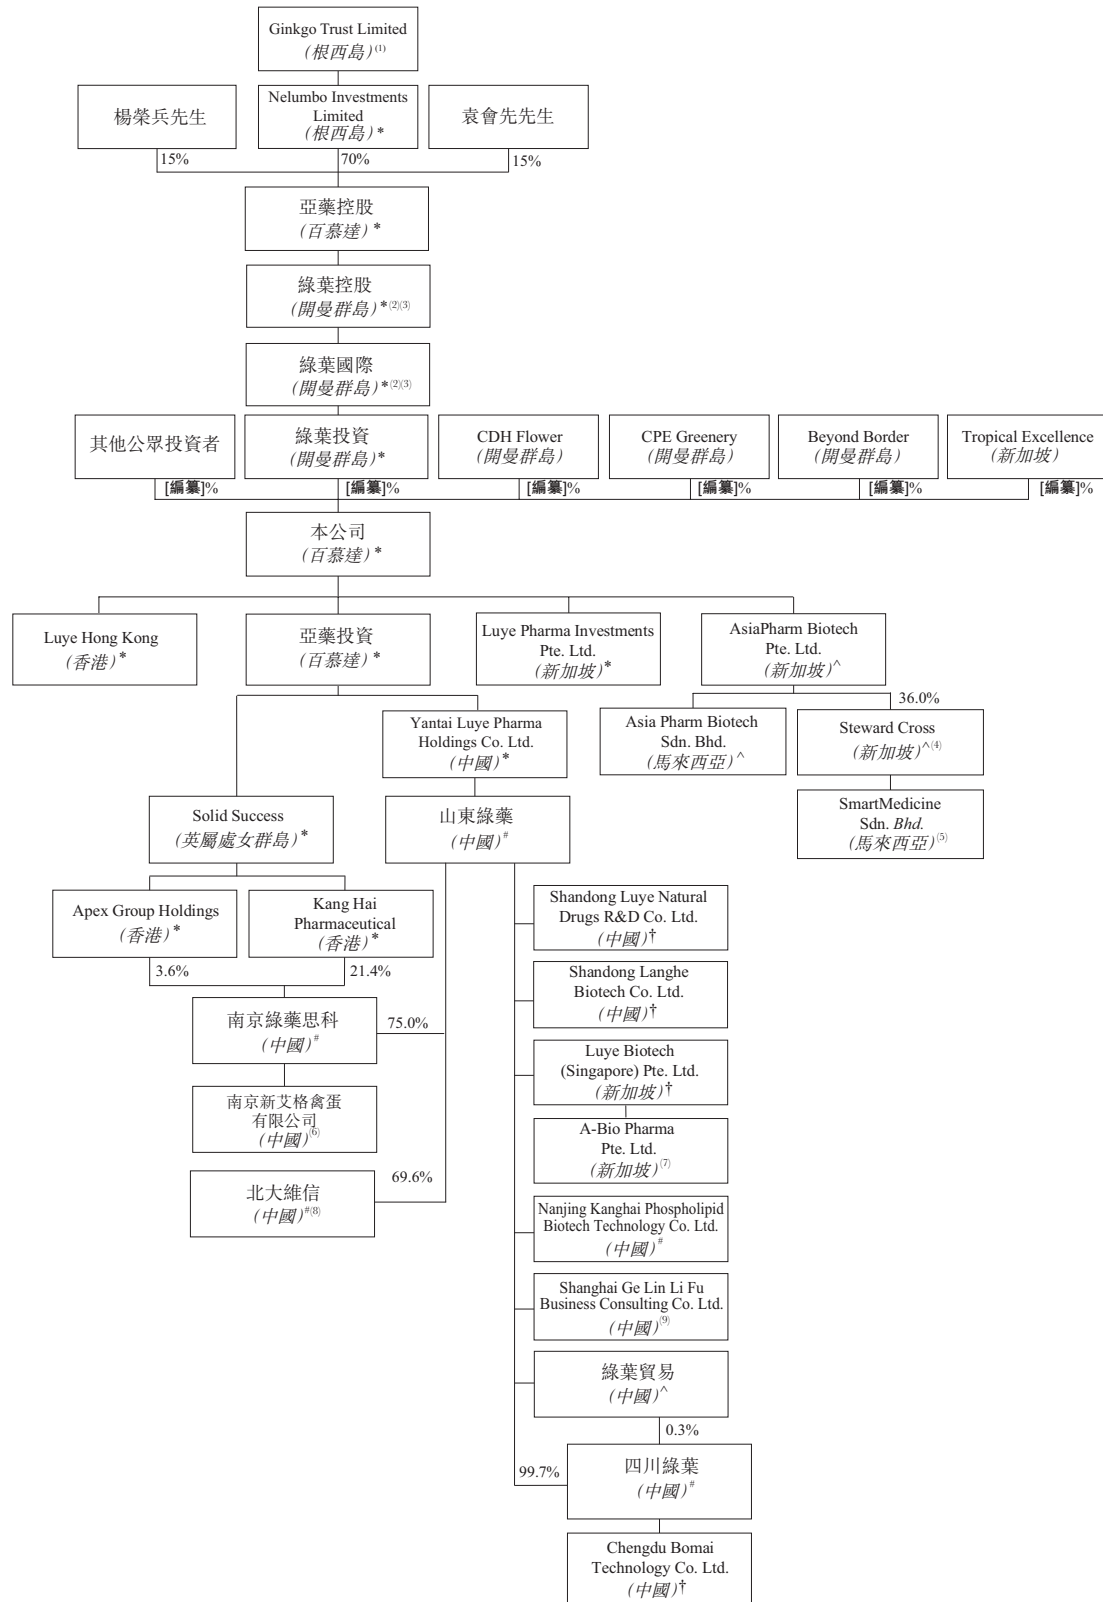 Ginkgo Trust Limited
(根西島)(1)
楊榮兵先生
Nelumbo Investments
Limited
(根西島)*
袁會先先生
15%
70%
15%
亞藥控股
(百慕達)*
綠葉控股
(開曼群島)*(2)(3)
綠葉國際
(開曼群島)*(2)(3)
其他公眾投資者
綠葉投資
(開曼群島)*
CDH Flower
(開曼群島)
CPE Greenery
(開曼群島)
Beyond Border
(開曼群島)
Tropical Excellence
(新加坡)
[編纂]%
[編纂]%
[編纂]%
[編纂]%
[編纂]%
[編纂]%
本公司
(百慕達)*
Luye Hong Kong
(香港)*
亞藥投資
(百慕達)*
Luye Pharma Investments
Pte. Ltd.
(新加坡)*
AsiaPharm Biotech
Pte. Ltd.
(新加坡)^
36.0%
Yantai Luye Pharma
Holdings Co. Ltd.
(中國)*
Asia Pharm Biotech
Sdn. Bhd.
(馬來西亞)^
Steward Cross
(新加坡)^(4)
Solid Success
(英屬處女群島)*
山東綠藥
(中國)#
SmartMedicine
Sdn. Bhd.
(馬來西亞)(5)
Apex Group Holdings
(香港)*
Kang Hai
Pharmaceutical
(香港)*
3.6%
21.4%
南京綠藥思科
(中國)#
75.0%
南京新艾格禽蛋
有限公司
(中國)(6)
北大維信
(中國)#(8)
69.6%
Shandong Luye Natural
Drugs R&D Co. Ltd.
(中國)†
Shandong Langhe
Biotech Co. Ltd.
(中國)†
Luye Biotech
(Singapore) Pte. Ltd.
(新加坡)†
A-Bio Pharma
Pte. Ltd.
(新加坡)(7)
Nanjing Kanghai Phospholipid
Biotech Technology Co. Ltd.
(中國)#
Shanghai Ge Lin Li Fu
Business Consulting Co. Ltd.
(中國)(9)
綠葉貿易
(中國)^
0.3%
99.7%
四川綠葉
(中國)#
Chengdu Bomai
Technology Co. Ltd.
(中國)†